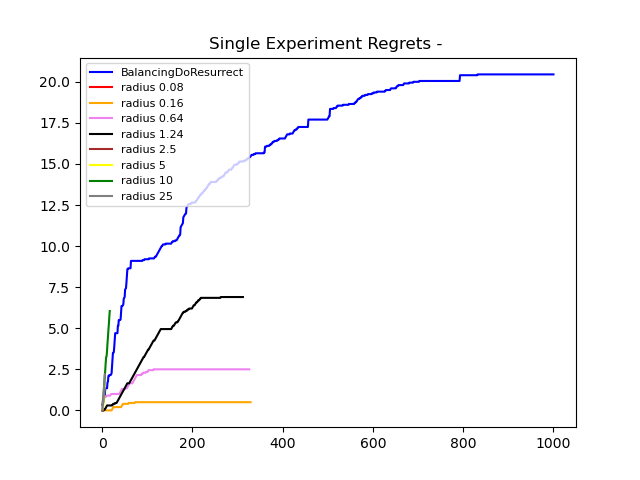 Single Experiment Regrets -
BalancingDoResurrect
radius 0.08
radius 0.16
radius 0.64
radius 1.24
radius 2.5
radius 5
radius 10
radius 25
20.0
17.5
15.0
12.5
10.0
7.5
5.0
2.5
0.0
0 200 400 600 800 1000